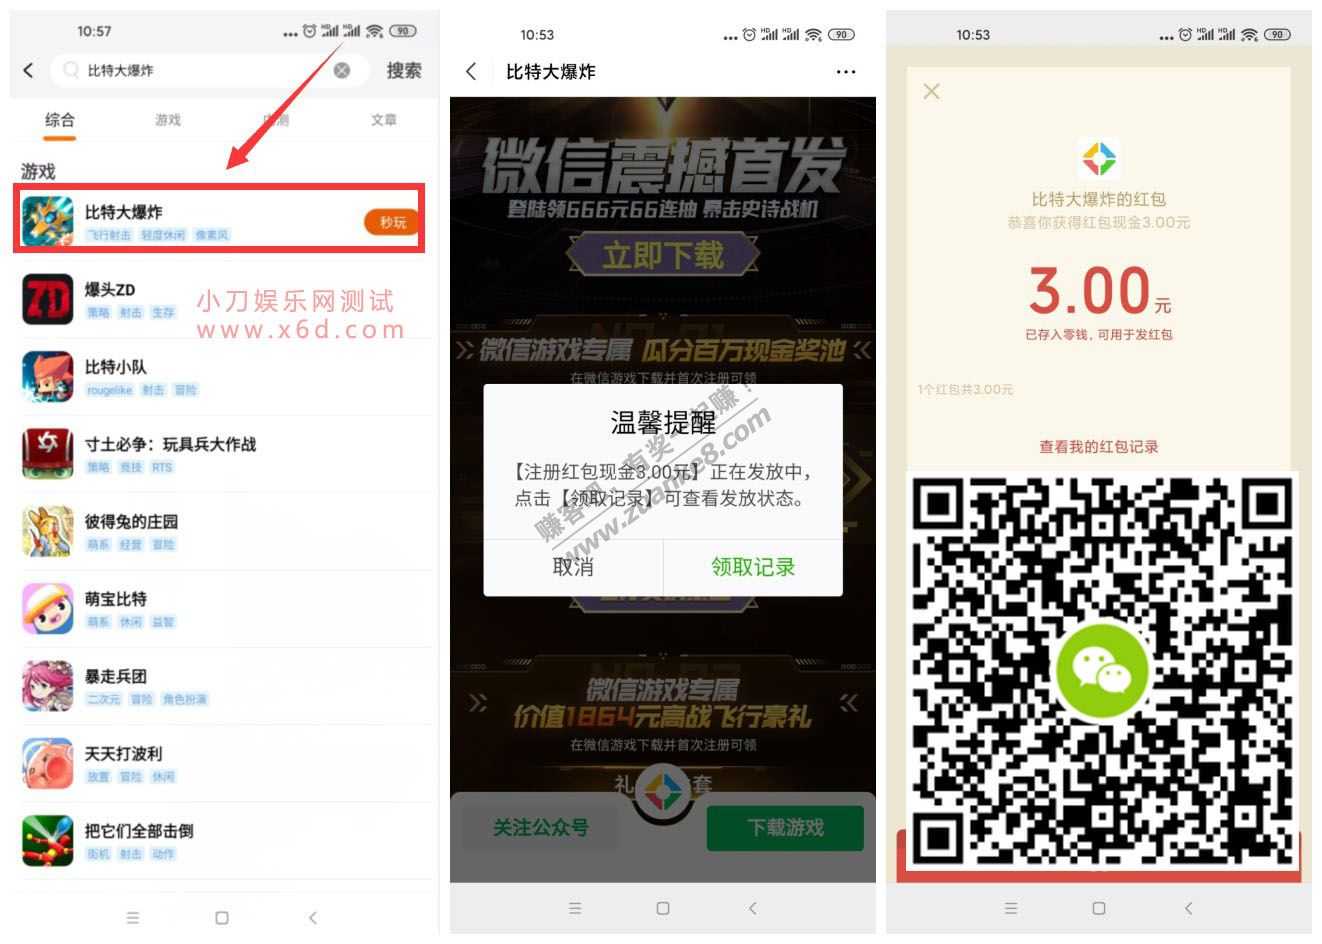 10:57
HD HD 90
比特大爆炸
搜索
综合
游戏
内测
文章
游戏
比特大爆炸
飞行射击 轻度休闲 像素风
秒玩
ZD
爆头ZD
策略 射击 生存
小刀娱乐网测试
www.x6d.com
比特小队
rougelike 射击 冒险
寸土必争：玩具兵大作战
策略 竞技 RTS
彼得兔的庄园
萌系 经营 冒险
萌宝比特
萌系 休闲 益智
暴走兵团
二次元 冒险 角色扮演
天天打波利
放置 冒险 休闲
把它们全部击倒
街机 射击 动作
10:53
HD HD 90
比特大爆炸
微信震撼首发
登陆领666元66连抽 暴击史诗战机
立即下载
微信游戏专属 瓜分百万现金奖池
在微信游戏下载并首次注册可领
温馨提醒
【注册红包现金3.00元】正在发放中，
点击【领取记录】可查看发放状态。
取消
领取记录
赚客吧，有奖一起赚！
www.zuanke8.com
微信游戏专属
价值1864元高战飞行豪礼
在微信游戏下载并首次注册可领
礼
套
关注公众号
下载游戏
10:53
HD HD 90
比特大爆炸的红包
恭喜你获得红包现金3.00元
3.00元
已存入零钱，可用于发红包
1个红包共3.00元
查看我的红包记录